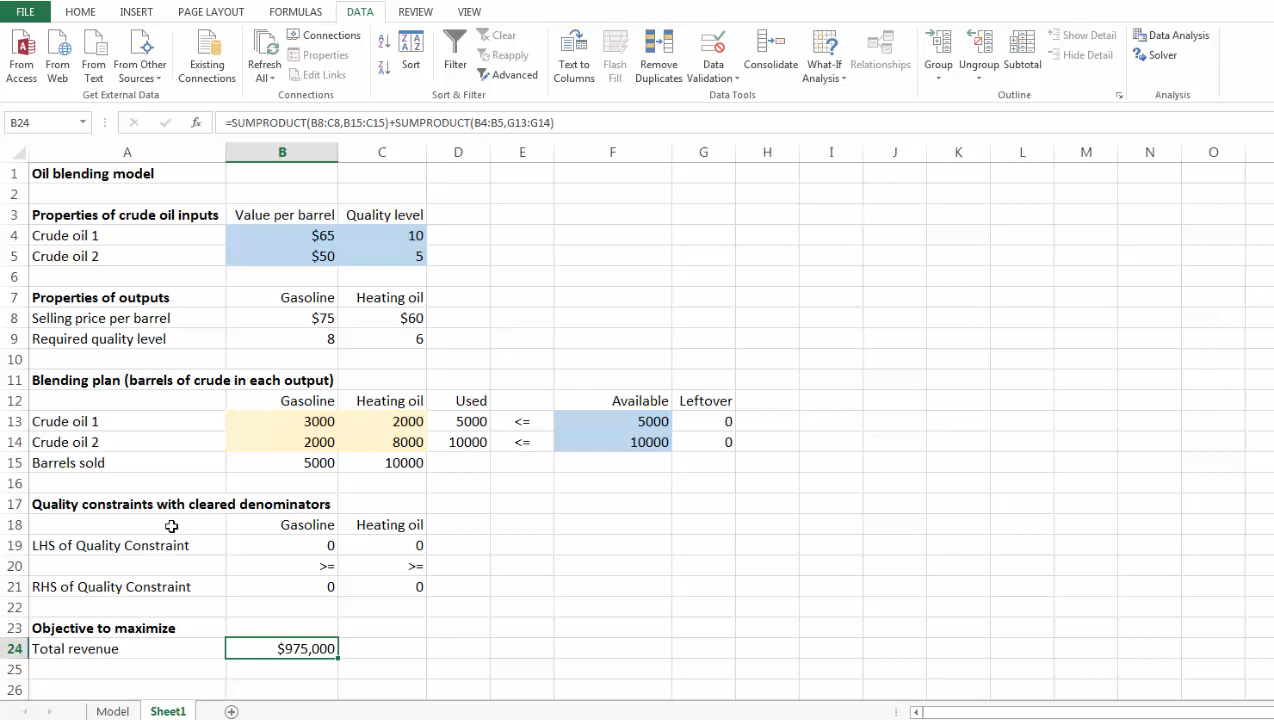 FILE HOME INSERT PAGE LAYOUT FORMULAS DATA REVIEW VIEW
From Access
From Web
From Text
From Other Sources
Get External Data
Existing Connections
Refresh All
Connections
Properties
Edit Links
Connections
A Z
Z A
Sort
Filter
Clear
Reapply
Advanced
Sort & Filter
Text to Columns
Flash Fill
Remove Duplicates
Data Validation
Consolidate
What-If Analysis
Relationships
Data Tools
Group
Ungroup
Subtotal
Show Detail
Hide Detail
Outline
Data Analysis
Solver
Analysis
B24 fx =SUMPRODUCT(B8:C8,B15:C15)+SUMPRODUCT(B4:B5,G13:G14)
A B C D E F G H I J K L M N O
1 Oil blending model
2
3 Properties of crude oil inputs Value per barrel Quality level
4 Crude oil 1 $65 10
5 Crude oil 2 $50 5
6
7 Properties of outputs Gasoline Heating oil
8 Selling price per barrel $75 $60
9 Required quality level 8 6
10
11 Blending plan (barrels of crude in each output)
12 Gasoline Heating oil Used Available Leftover
13 Crude oil 1 3000 2000 5000 <= 5000 0
14 Crude oil 2 2000 8000 10000 <= 10000 0
15 Barrels sold 5000 10000
16
17 Quality constraints with cleared denominators
18 Gasoline Heating oil
19 LHS of Quality Constraint 0 0
20 >= >=
21 RHS of Quality Constraint 0 0
22
23 Objective to maximize
24 Total revenue $975,000
25
26
Model Sheet1